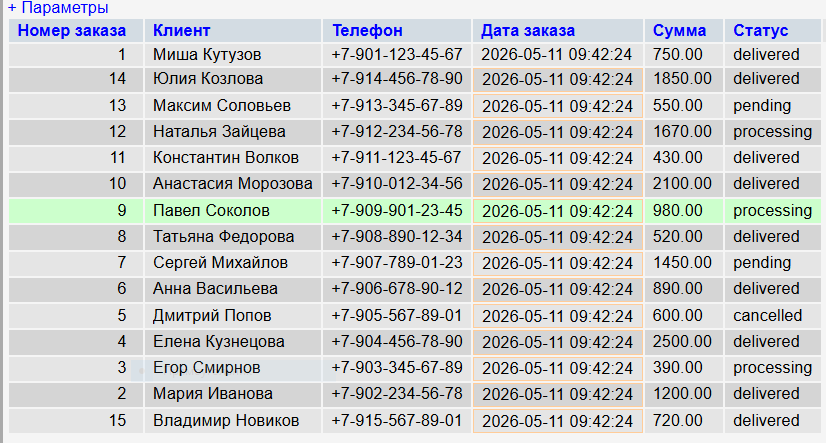 + Параметры
Номер заказа Клиент Телефон Дата заказа Сумма Статус
1 Миша Кутузов +7-901-123-45-67 2026-05-11 09:42:24 750.00 delivered
14 Юлия Козлова +7-914-456-78-90 2026-05-11 09:42:24 1850.00 delivered
13 Максим Соловьев +7-913-345-67-89 2026-05-11 09:42:24 550.00 pending
12 Наталья Зайцева +7-912-234-56-78 2026-05-11 09:42:24 1670.00 processing
11 Константин Волков +7-911-123-45-67 2026-05-11 09:42:24 430.00 delivered
10 Анастасия Морозова +7-910-012-34-56 2026-05-11 09:42:24 2100.00 delivered
9 Павел Соколов +7-909-901-23-45 2026-05-11 09:42:24 980.00 processing
8 Татьяна Федорова +7-908-890-12-34 2026-05-11 09:42:24 520.00 delivered
7 Сергей Михайлов +7-907-789-01-23 2026-05-11 09:42:24 1450.00 pending
6 Анна Васильева +7-906-678-90-12 2026-05-11 09:42:24 890.00 delivered
5 Дмитрий Попов +7-905-567-89-01 2026-05-11 09:42:24 600.00 cancelled
4 Елена Кузнецова +7-904-456-78-90 2026-05-11 09:42:24 2500.00 delivered
3 Егор Смирнов +7-903-345-67-89 2026-05-11 09:42:24 390.00 processing
2 Мария Иванова +7-902-234-56-78 2026-05-11 09:42:24 1200.00 delivered
15 Владимир Новиков +7-915-567-89-01 2026-05-11 09:42:24 720.00 delivered